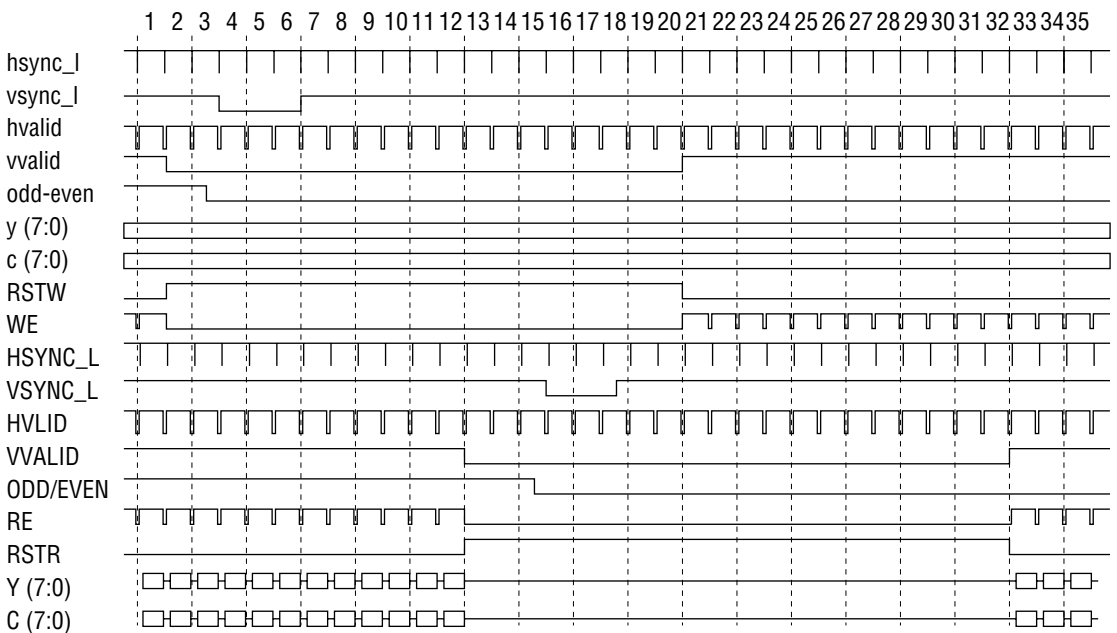 1 2 3 4 5 6 7 8 9 10 11 12 13 14 15 16 17 18 19 20 21 22 23 24 25 26 27 28 29 30 31 32 33 34 35
hsync_l
vsync_l
hvalid
vvalid
odd-even
y (7:0)
c (7:0)
RSTW
WE
HSYNC_L
VSYNC_L
HVLID
VVALID
ODD/EVEN
RE
RSTR
Y (7:0)
C (7:0)